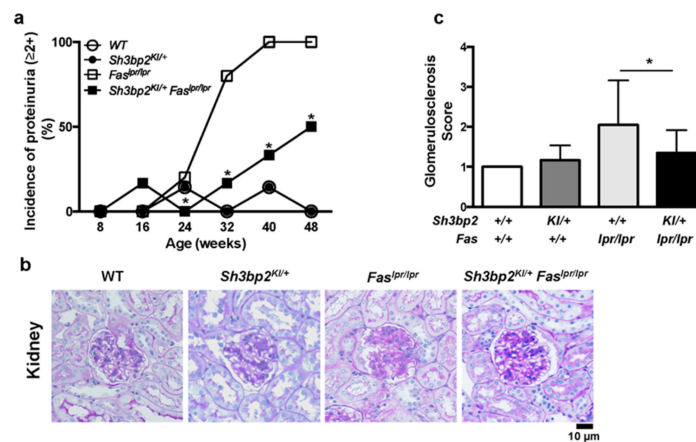 a
Incidence of proteinuria (≥2+)
(%)
100
50
0
8 16 24 32 40 48
Age (weeks)
WT
Sh3bp2KI/+
Faslpr/lpr
Sh3bp2KI/+ Faslpr/lpr
* * * *
c
Glomerulosclerosis
Score
4
3
2
1
0
*
Sh3bp2 +/+ KI/+ +/+ KI/+
Fas +/+ +/+ lpr/lpr lpr/lpr
b
WT Sh3bp2KI/+ Faslpr/lpr Sh3bp2KI/+ Faslpr/lpr
Kidney
10 μm